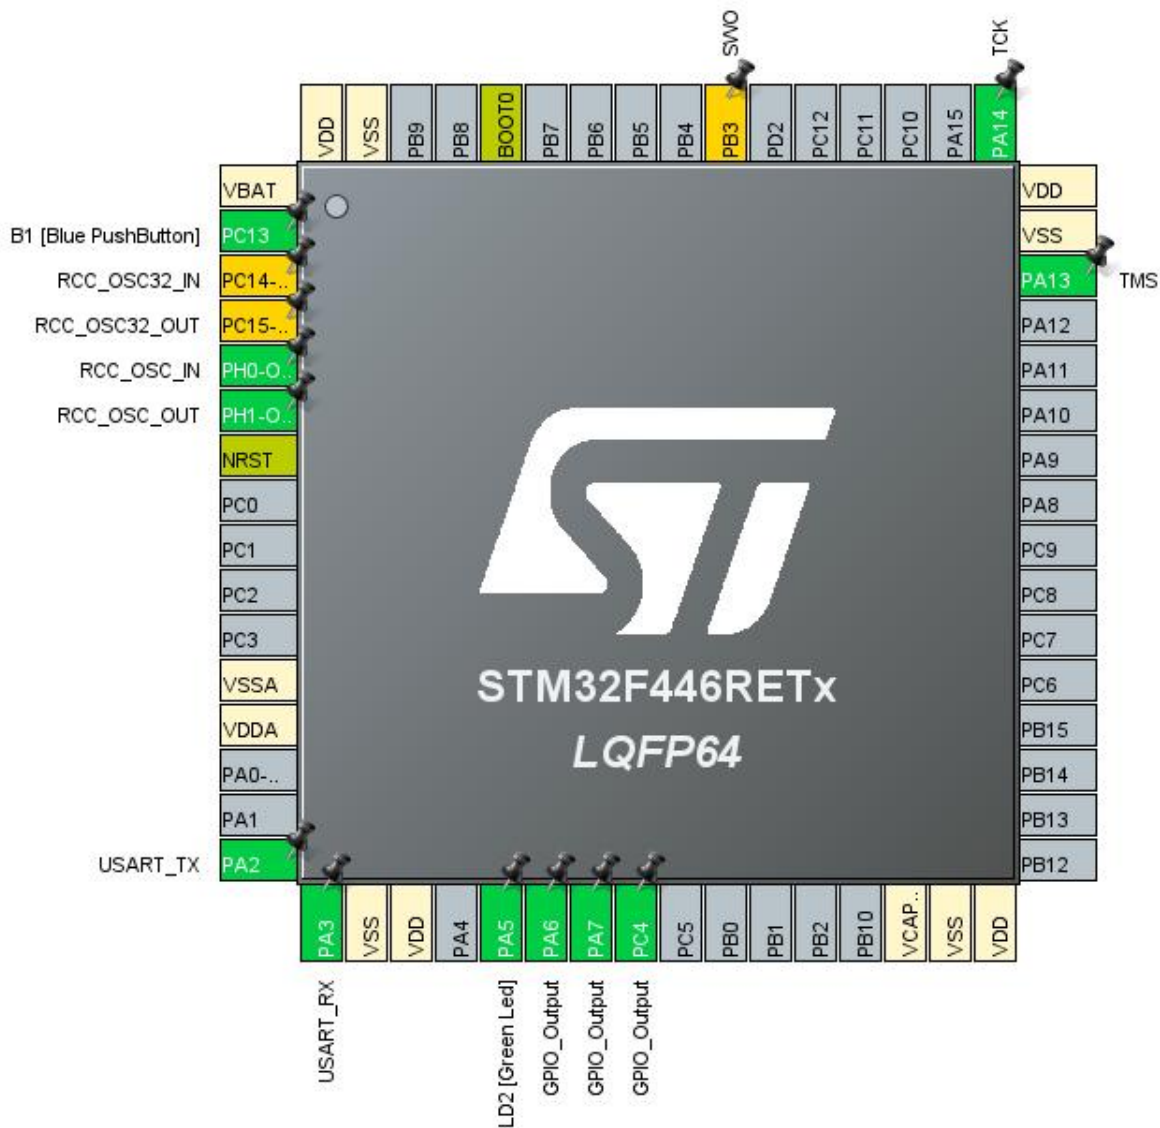 SWO
TCK
VDD
VSS
PB9
PB8
BOOT0
PB7
PB6
PB5
PB4
PB3
PD2
PC12
PC11
PC10
PA15
PA14
VBAT
B1 [Blue PushButton] PC13
RCC_OSC32_IN PC14-..
RCC_OSC32_OUT PC15-..
RCC_OSC_IN PH0-O..
RCC_OSC_OUT PH1-O..
NRST
PC0
PC1
PC2
PC3
VSSA
VDDA
PA0-..
PA1
USART_TX PA2
VDD
VSS
PA13 TMS
PA12
PA11
PA10
PA9
PA8
PC9
PC8
PC7
PC6
PB15
PB14
PB13
PB12
STM32F446RETx
LQFP64
PA3
VSS
VDD
PA4
PA5
PA6
PA7
PC4
PC5
PB0
PB1
PB2
PB10
VCAP..
VSS
VDD
USART_RX
LD2 [Green Led]
GPIO_Output
GPIO_Output
GPIO_Output